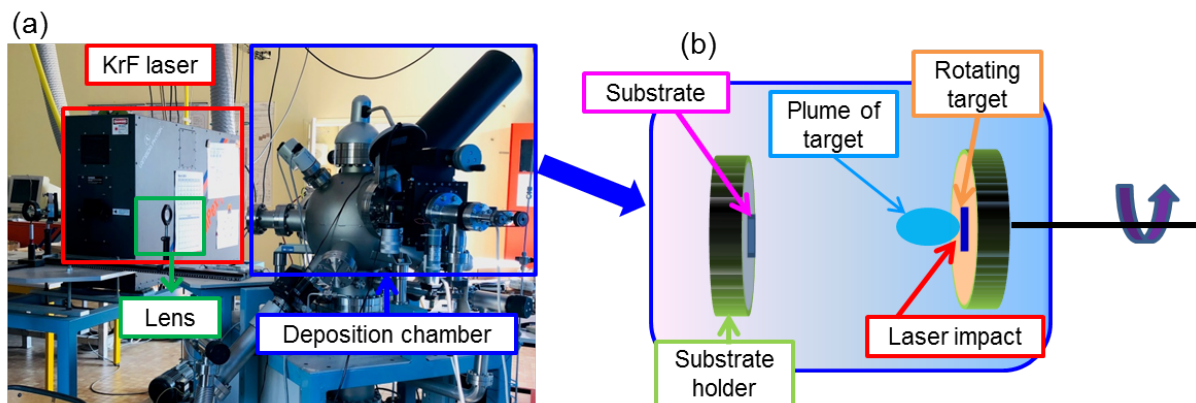 (a)
KrF laser
Lens
Deposition chamber
(b)
Substrate
Plume of
target
Rotating
target
Laser impact
Substrate
holder